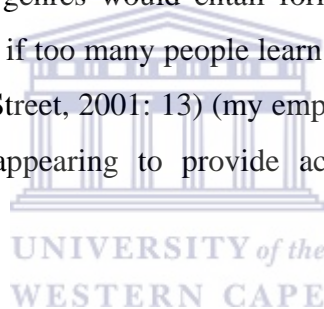 genres would entail for
if too many people learn
Street, 2001: 13) (my emp
appearing to provide ac
UNIVERSITY of the
WESTERN CAPE